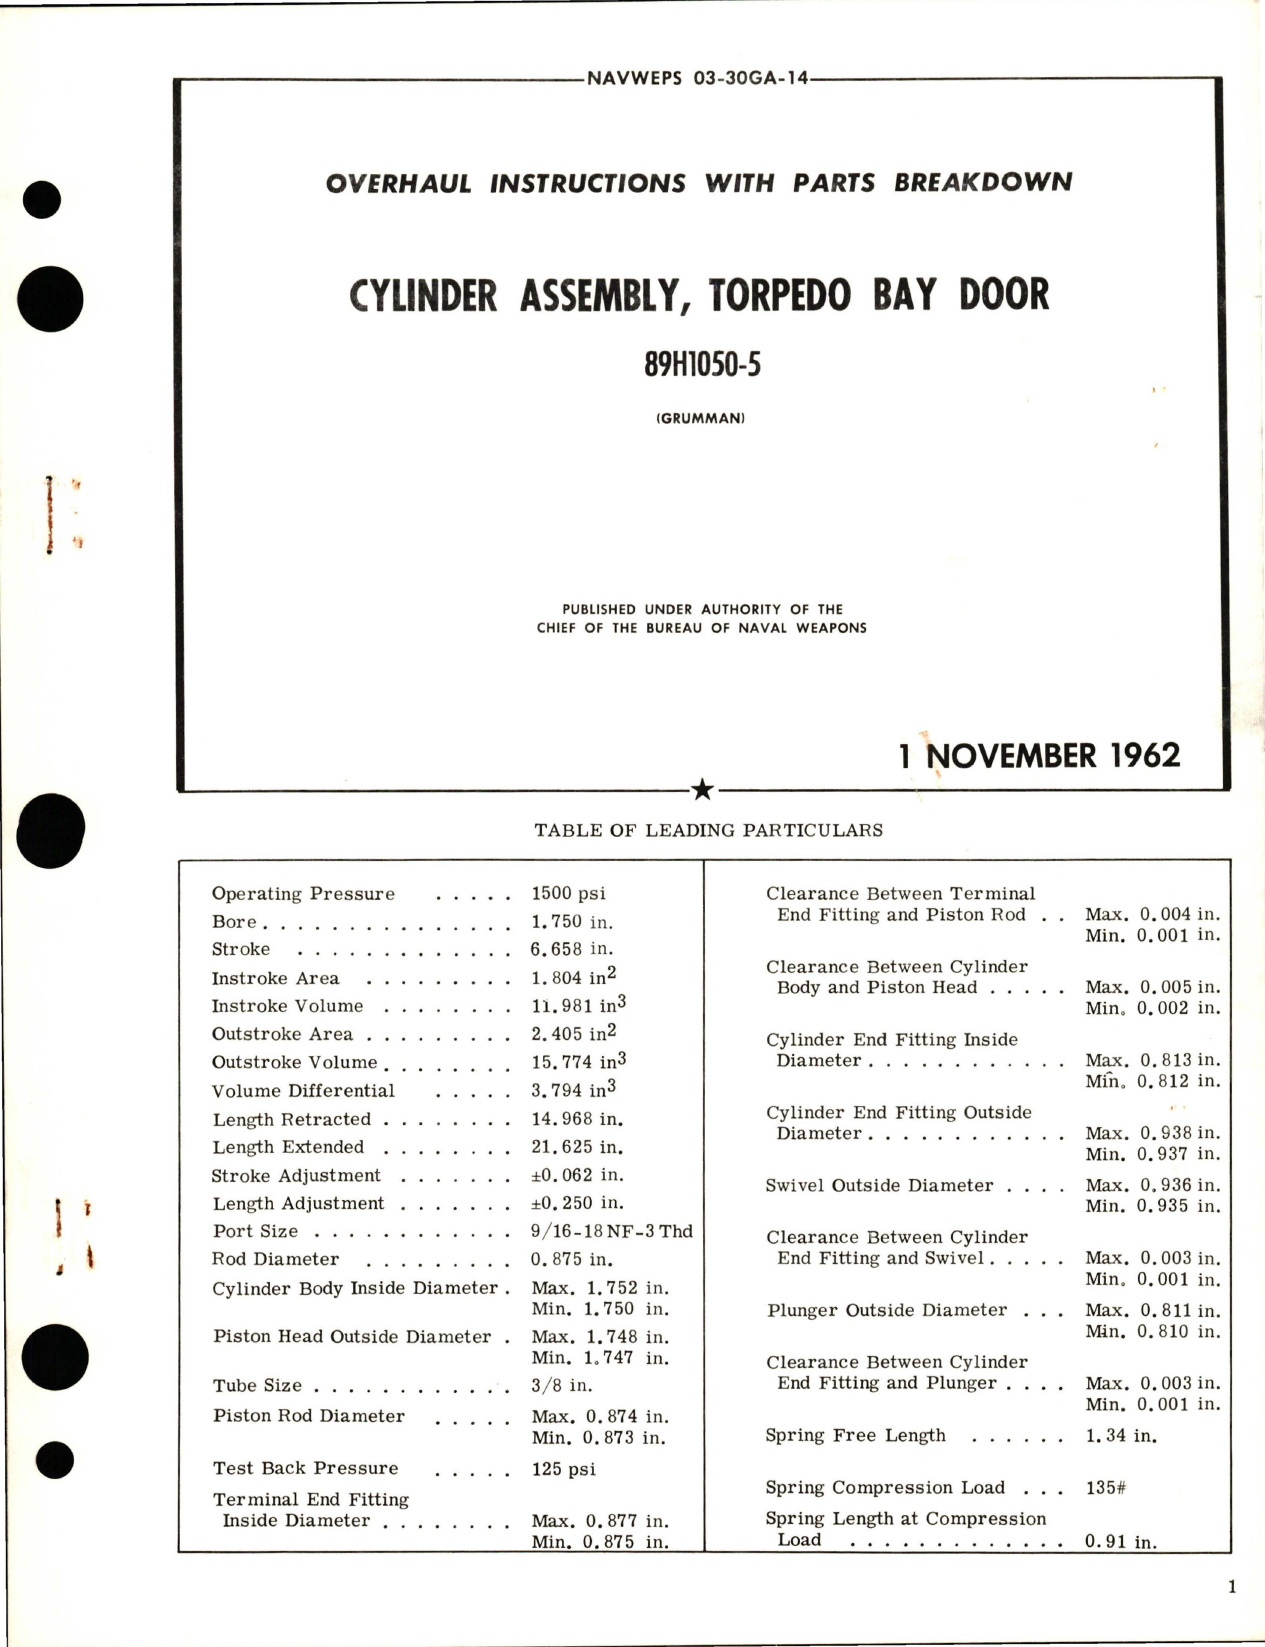 NAVWEPS 03-30GA-14
OVERHAUL INSTRUCTIONS WITH PARTS BREAKDOWN
CYLINDER ASSEMBLY, TORPEDO BAY DOOR
89H1050-5
(GRUMMAN)
PUBLISHED UNDER AUTHORITY OF THE
CHIEF OF THE BUREAU OF NAVAL WEAPONS
1 NOVEMBER 1962
TABLE OF LEADING PARTICULARS
Operating Pressure . . . . . 1500 psi
Bore . . . . . . . . . . . . . . . 1.750 in.
Stroke . . . . . . . . . . . . . 6.658 in.
Instroke Area . . . . . . . . . 1.804 in2
Instroke Volume . . . . . . . . 11.981 in3
Outstroke Area . . . . . . . . . 2.405 in2
Outstroke Volume . . . . . . . . 15.774 in3
Volume Differential . . . . . 3.794 in3
Length Retracted . . . . . . . . 14.968 in.
Length Extended . . . . . . . . 21.625 in.
Stroke Adjustment . . . . . . . ±0.062 in.
Length Adjustment . . . . . . . ±0.250 in.
Port Size . . . . . . . . . . . . 9/16-18 NF-3 Thd
Rod Diameter . . . . . . . . . 0.875 in.
Cylinder Body Inside Diameter . Max. 1.752 in.
Min. 1.750 in.
Piston Head Outside Diameter . Max. 1.748 in.
Min. 1.747 in.
Tube Size . . . . . . . . . . . . 3/8 in.
Piston Rod Diameter . . . . . Max. 0.874 in.
Min. 0.873 in.
Test Back Pressure . . . . . 125 psi
Terminal End Fitting
Inside Diameter . . . . . . . . Max. 0.877 in.
Min. 0.875 in.
Clearance Between Terminal
End Fitting and Piston Rod . . Max. 0.004 in.
Min. 0.001 in.
Clearance Between Cylinder
Body and Piston Head . . . . . Max. 0.005 in.
Min. 0.002 in.
Cylinder End Fitting Inside
Diameter . . . . . . . . . . . . Max. 0.813 in.
Min. 0.812 in.
Cylinder End Fitting Outside
Diameter . . . . . . . . . . . . Max. 0.938 in.
Min. 0.937 in.
Swivel Outside Diameter . . . . Max. 0.936 in.
Min. 0.935 in.
Clearance Between Cylinder
End Fitting and Swivel . . . . . Max. 0.003 in.
Min. 0.001 in.
Plunger Outside Diameter . . . Max. 0.811 in.
Min. 0.810 in.
Clearance Between Cylinder
End Fitting and Plunger . . . . Max. 0.003 in.
Min. 0.001 in.
Spring Free Length . . . . . . 1.34 in.
Spring Compression Load . . . 135#
Spring Length at Compression
Load . . . . . . . . . . . . . 0.91 in.
1